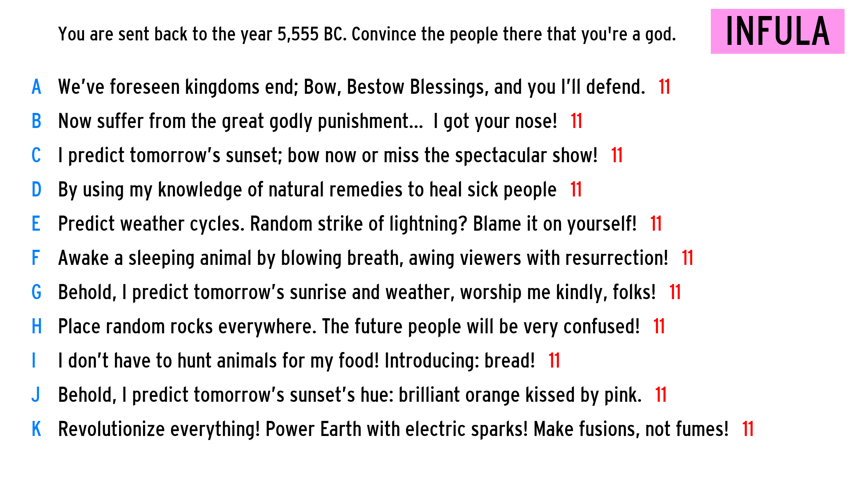 You are sent back to the year 5,555 BC. Convince the people there that you're a god.
INFULA
A We've foreseen kingdoms end; Bow, Bestow Blessings, and you I'll defend. 11
B Now suffer from the great godly punishment... I got your nose! 11
C I predict tomorrow's sunset; bow now or miss the spectacular show! 11
D By using my knowledge of natural remedies to heal sick people 11
E Predict weather cycles. Random strike of lightning? Blame it on yourself! 11
F Awake a sleeping animal by blowing breath, awing viewers with resurrection! 11
G Behold, I predict tomorrow's sunrise and weather, worship me kindly, folks! 11
H Place random rocks everywhere. The future people will be very confused! 11
I I don't have to hunt animals for my food! Introducing: bread! 11
J Behold, I predict tomorrow's sunset's hue: brilliant orange kissed by pink. 11
K Revolutionize everything! Power Earth with electric sparks! Make fusions, not fumes! 11